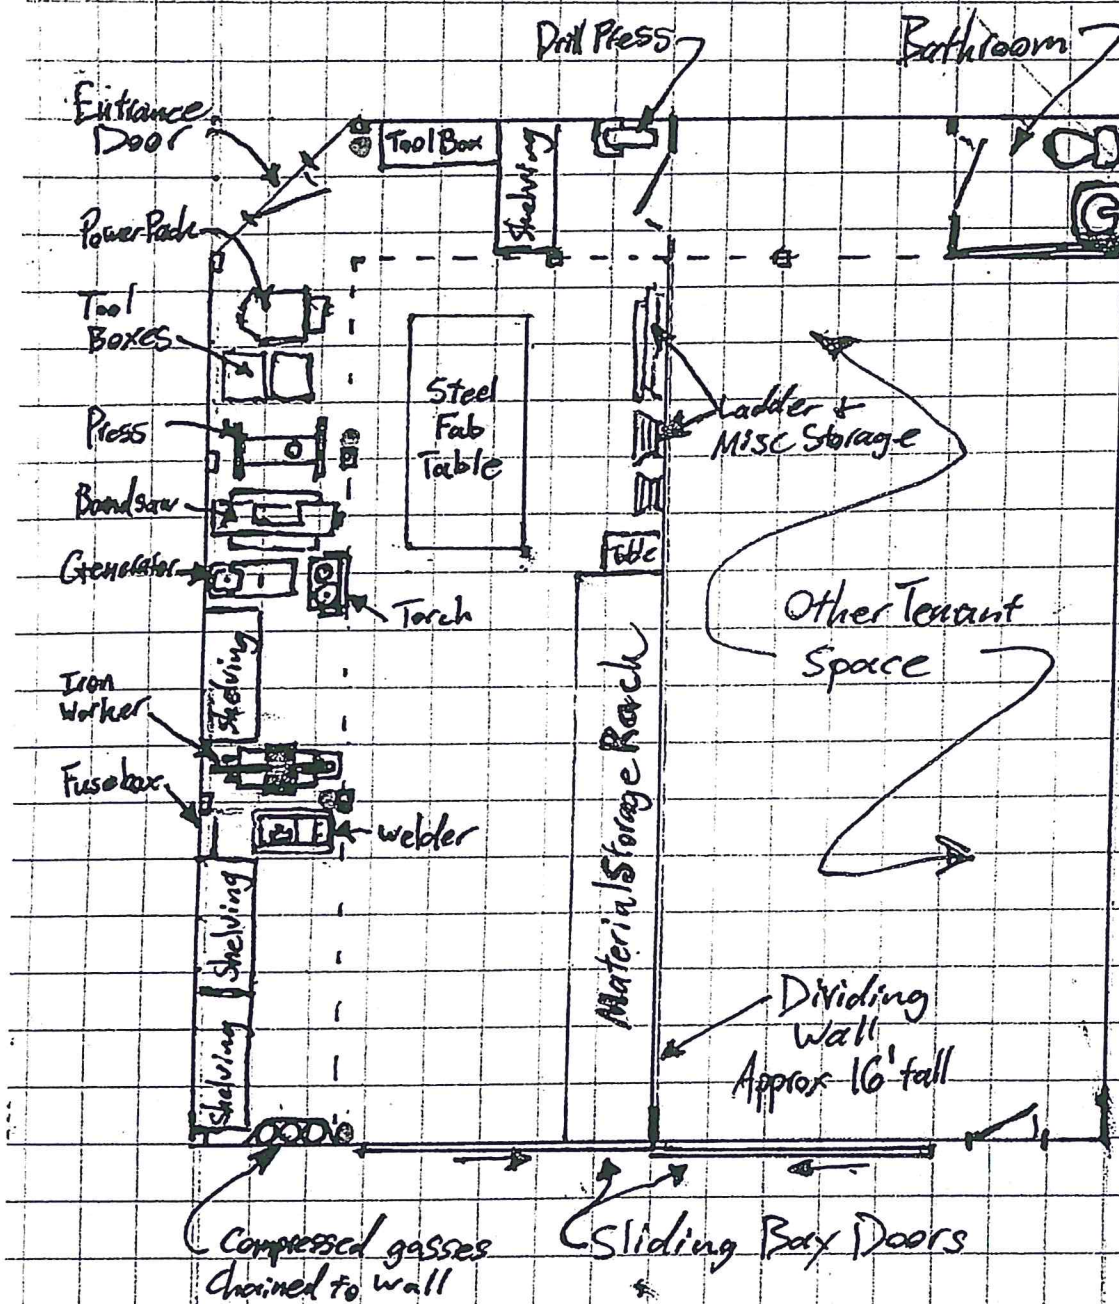 Drill Press
Bathroom
Entrance
Door
Tool Box
Shelving
Power Pack
Tool
Boxes
Steel
Fab
Table
Ladder +
Misc Storage
Press
Bandsaw
Table
Generator
Torch
Other Tenant
Space
Shelving
Iron
Worker
Fusebox
Welder
Material Storage Rack
Shelving
Shelving
Dividing
Wall
Approx 16' tall
Compressed gasses
Chained to wall
Sliding Bay Doors